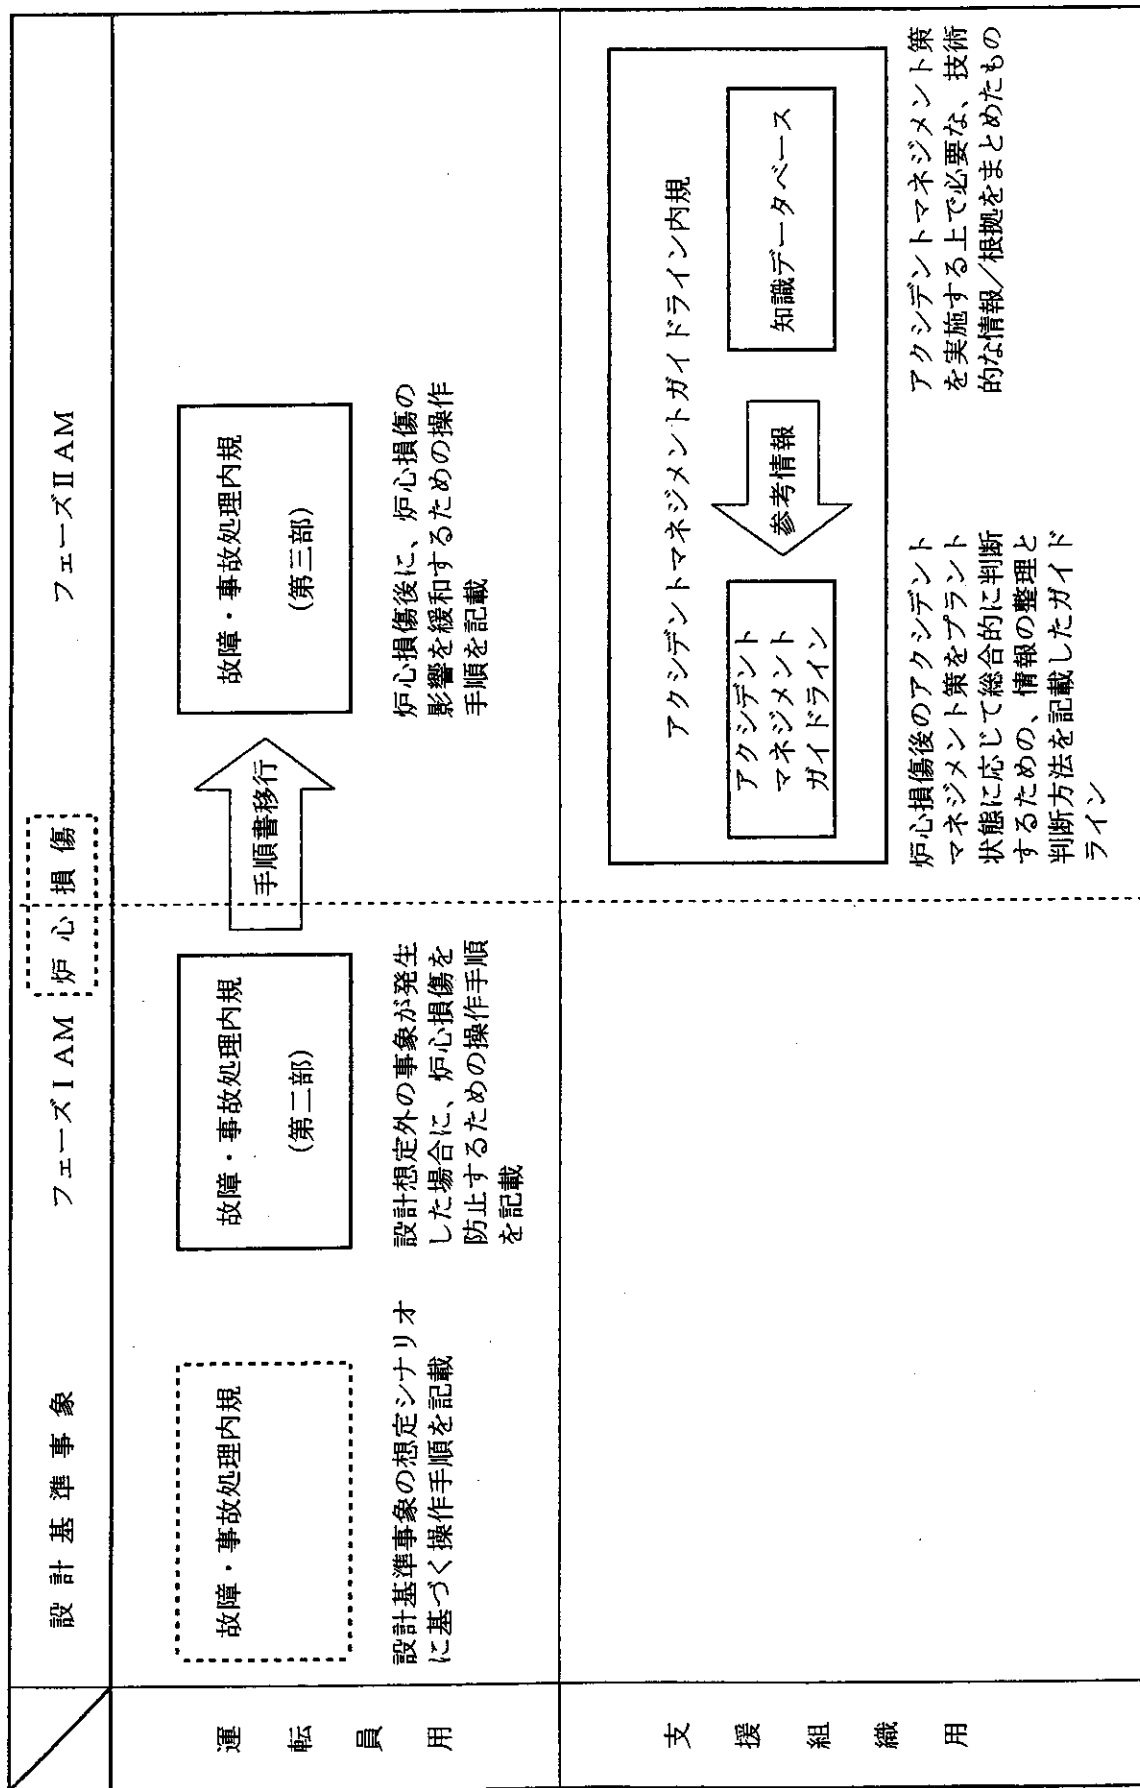 設計基準事象
フェーズⅠAM
炉心損傷
フェーズⅡAM
運転員用
故障・事故処理内規
設計基準事象の想定シナリオ
に基づく操作手順を記載
故障・事故処理内規
(第二部)
設計想定外の事象が発生
した場合に、炉心損傷を
防止するための操作手順
を記載
手順書移行
故障・事故処理内規
(第三部)
炉心損傷後に、炉心損傷の
影響を緩和するための操作
手順を記載
支援組織用
アクシデントマネジメントガイドライン内規
アクシデント
マネジメント
ガイドライン
参考情報
知識データベース
炉心損傷後のアクシデント
マネジメント策をプラント
状態に応じて総合的に判断
するための、情報の整理と
判断方法を記載したガイド
ライン
アクシデントマネジメント策
を実施する上で必要な、技術
的な情報/根拠をまとめたもの